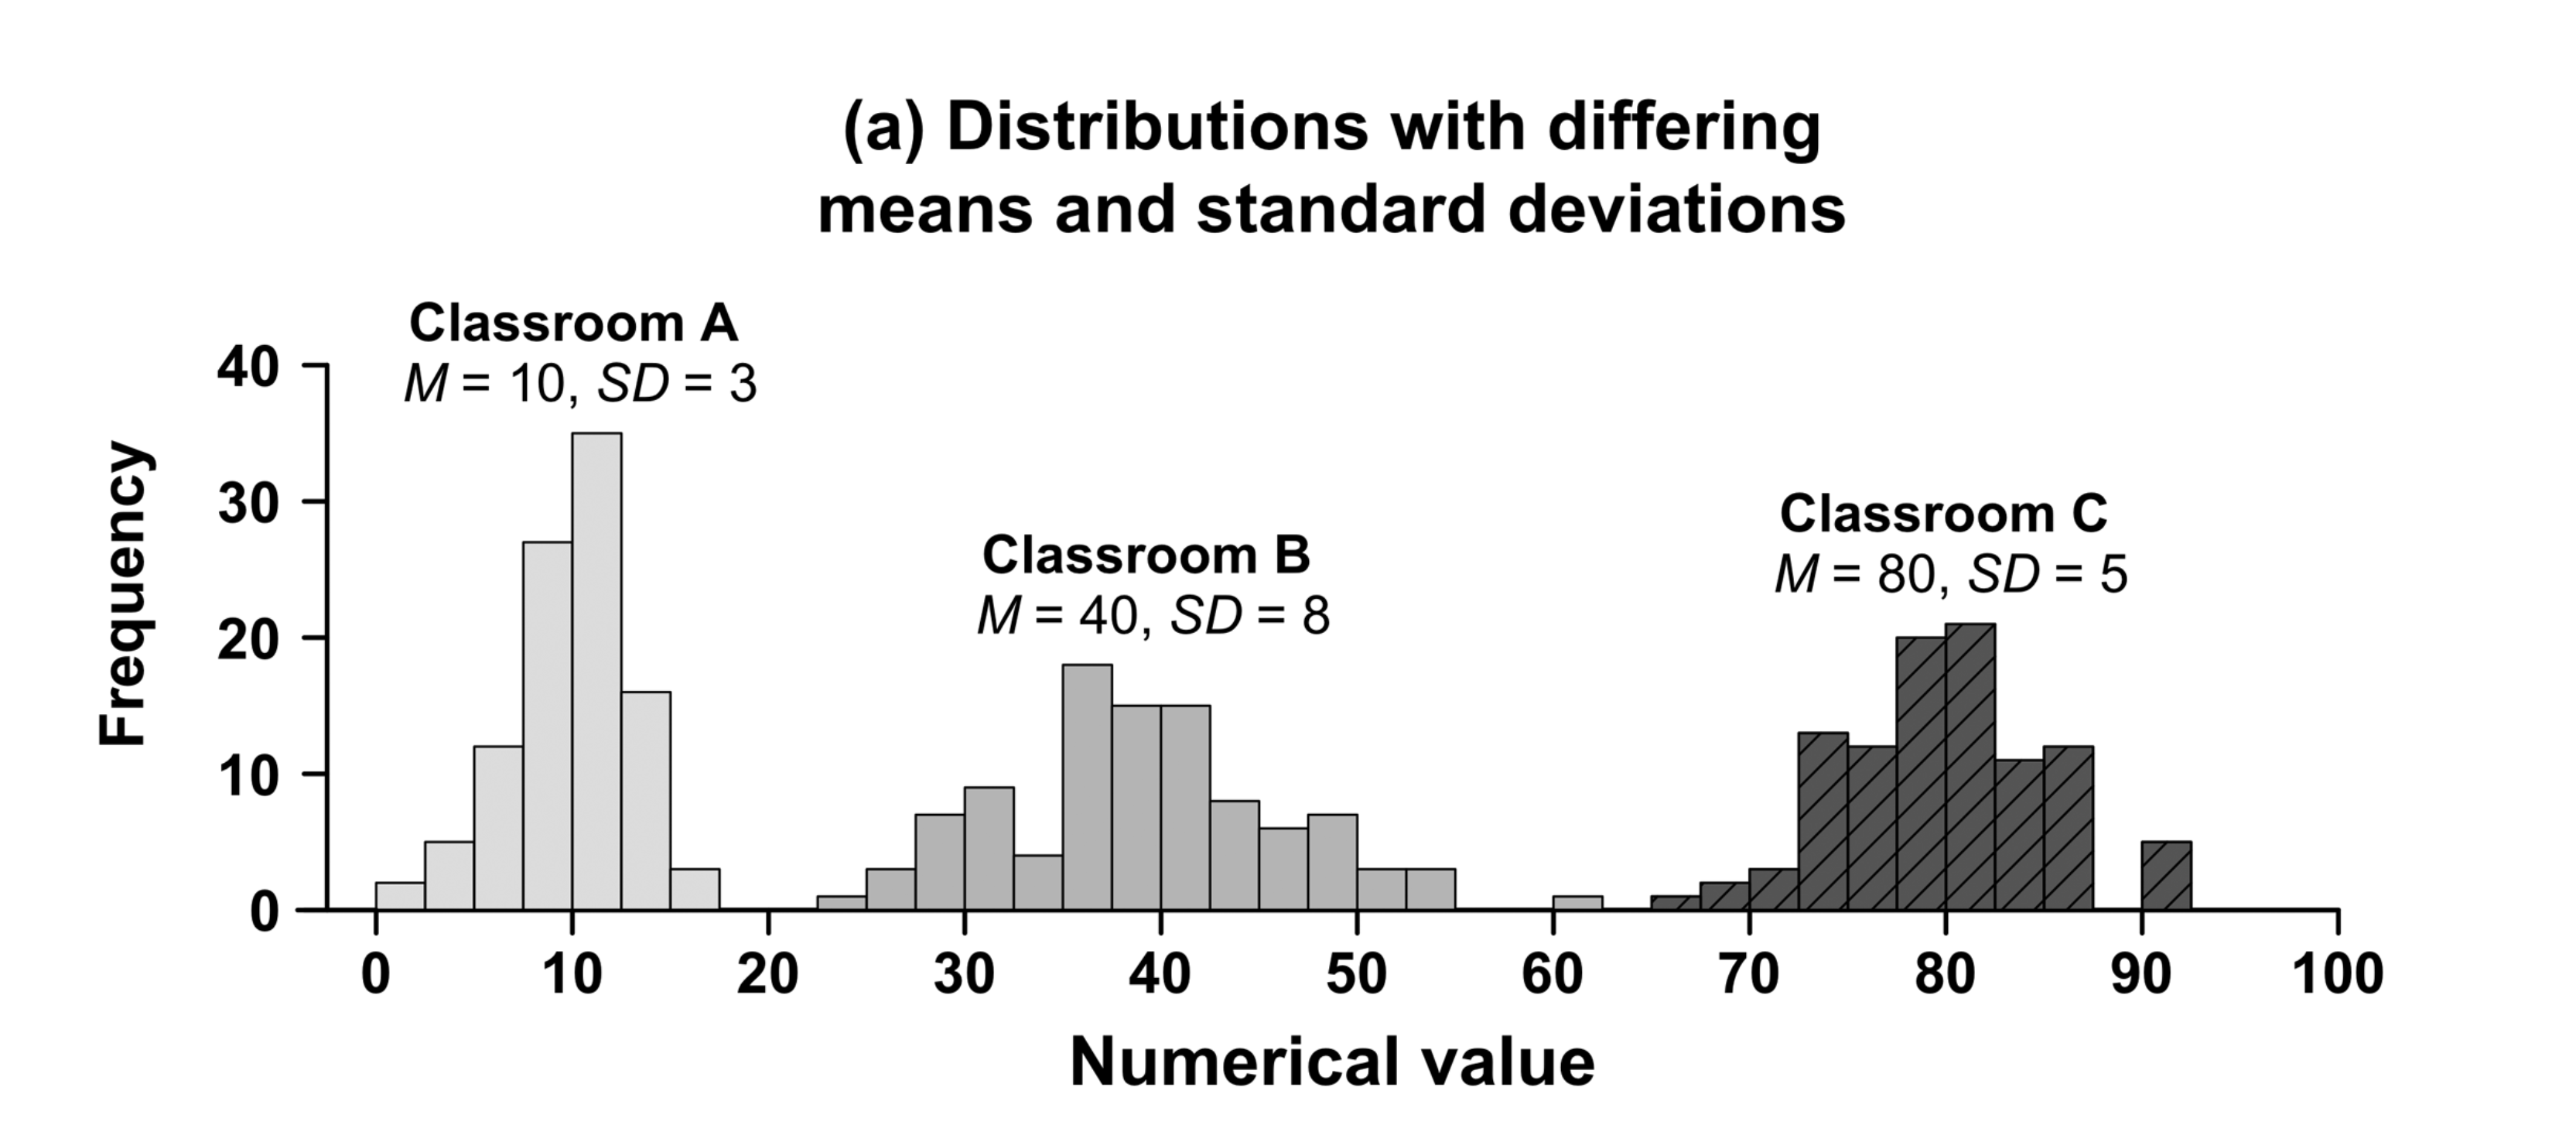 (a) Distributions with differing
means and standard deviations
Classroom A
M = 10, SD = 3
Classroom B
M = 40, SD = 8
Classroom C
M = 80, SD = 5
Frequency
40
30
20
10
0
0 10 20 30 40 50 60 70 80 90 100
Numerical value